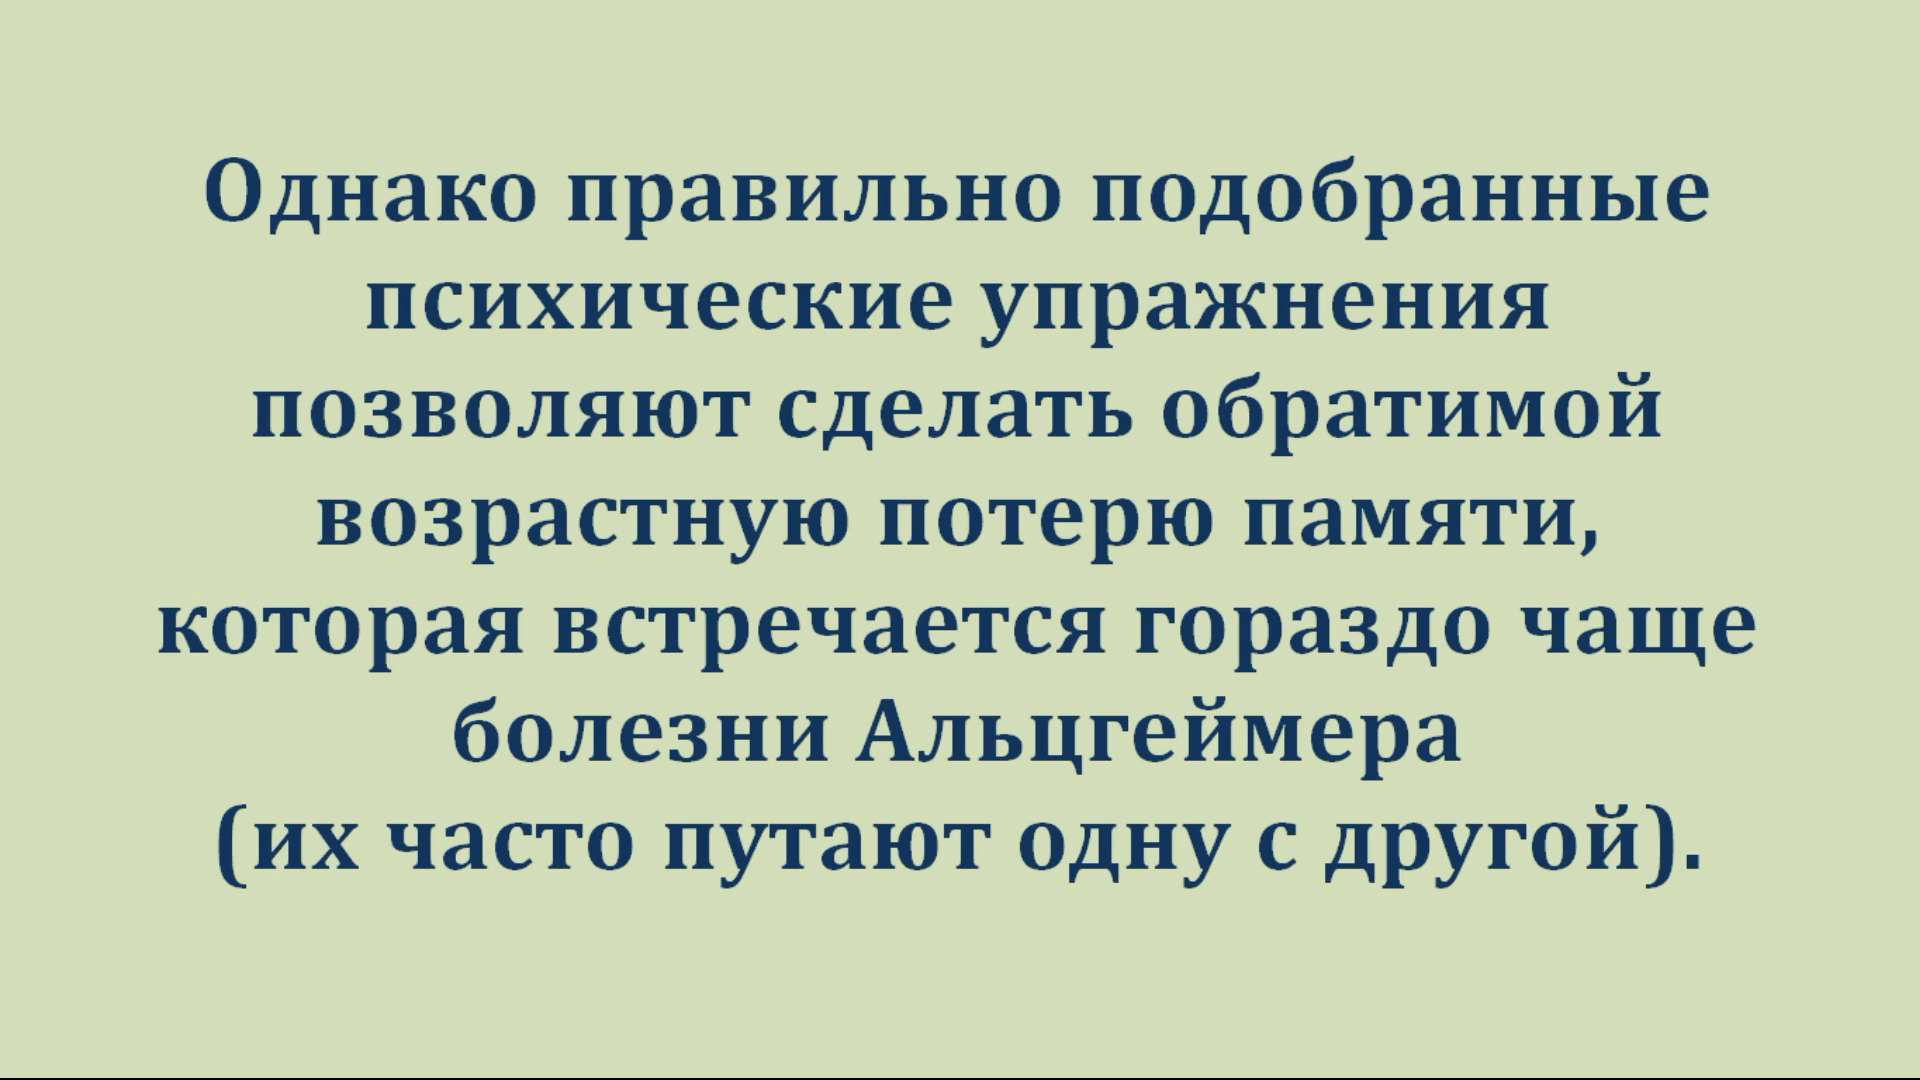 Однако правильно подобранные
психические упражнения
позволяют сделать обратимой
возрастную потерю памяти,
которая встречается гораздо чаще
болезни Альцгеймера
(их часто путают одну с другой).